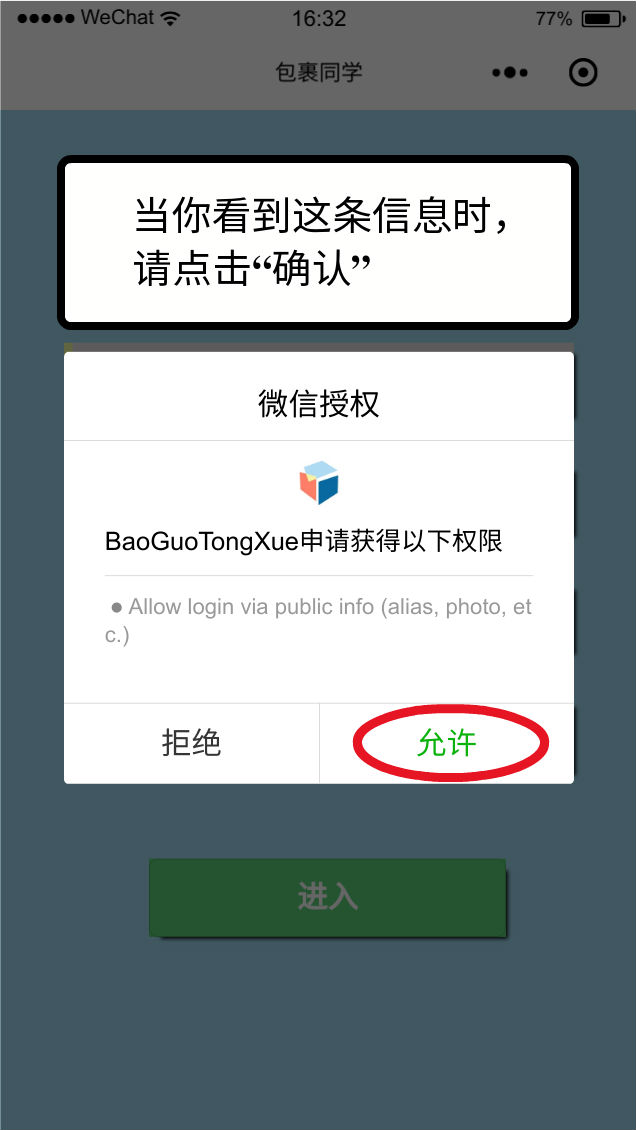 WeChat 16:32 77%
包裹同学
当你看到这条信息时，
请点击“确认”
微信授权
BaoGuoTongXue申请获得以下权限
● Allow login via public info (alias, photo, et
c.)
拒绝 允许
进入